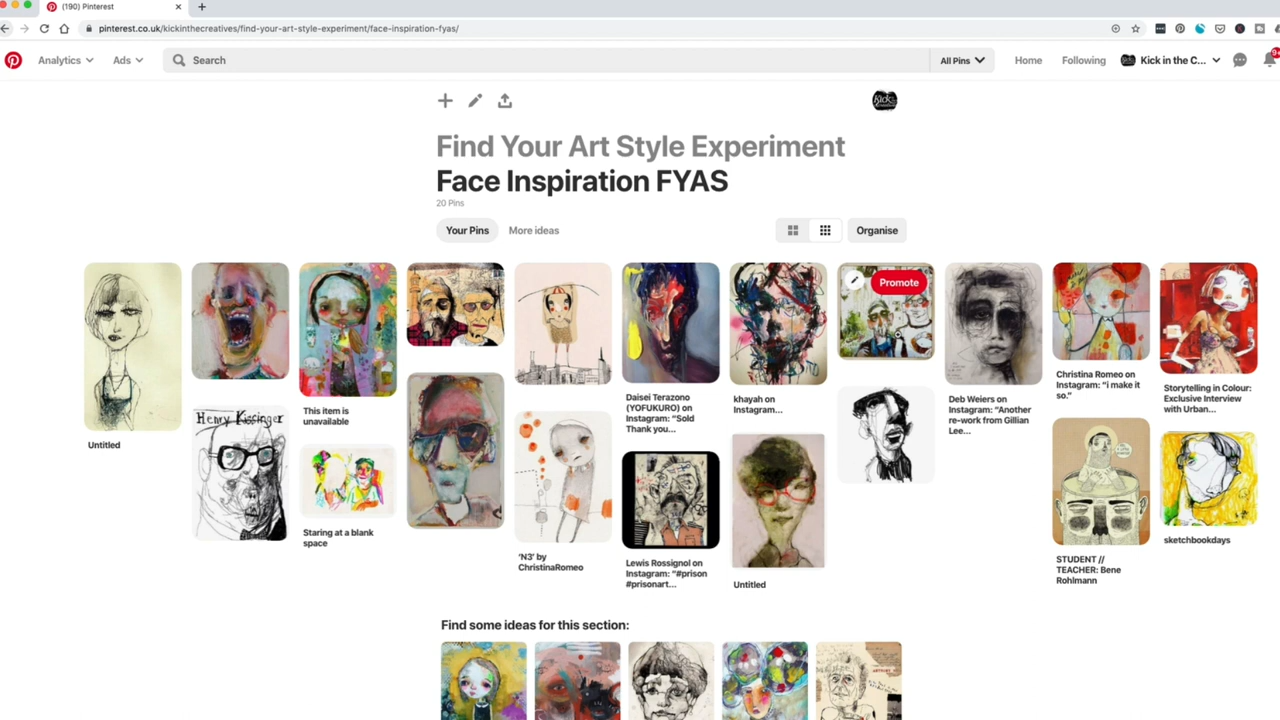 (190) Pinterest
pinterest.co.uk/kickinthecreatives/find-your-art-style-experiment/face-inspiration-fyas/
Analytics
Ads
Search
All Pins
Home
Following
Kick in the C...
9+
Find Your Art Style Experiment
Face Inspiration FYAS
20 Pins
Your Pins
More ideas
Organise
Promote
Untitled
Henry Kissinger
This item is
unavailable
Staring at a blank
space
'N3' by
ChristinaRomeo
Daisei Terazono
(YOFUKURO) on
Instagram: “Sold
Thank you...
Lewis Rossignol on
Instagram: “#prison
#prisonart...
khayah on
Instagram...
Untitled
Deb Weiers on
Instagram: “Another
re-work from Gillian
Lee...
Christina Romeo on
Instagram: “i make it
so.”
STUDENT //
TEACHER: Bene
Rohlmann
Storytelling in Colour:
Exclusive Interview
with Urban...
sketchbookdays
Find some ideas for this section: